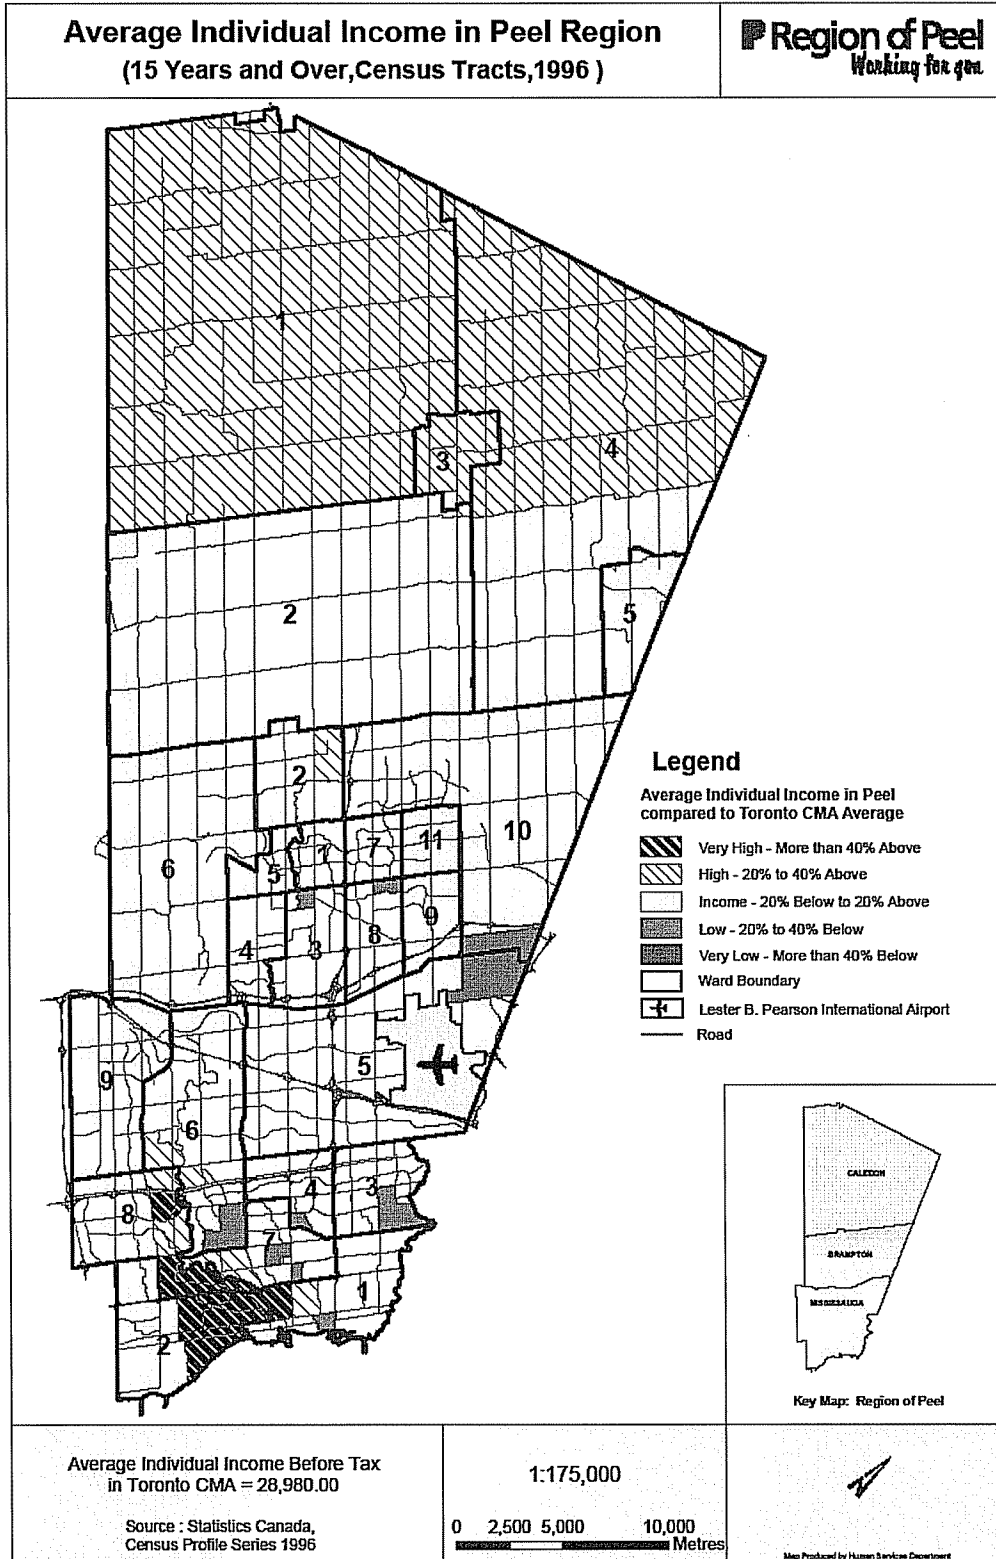 Average Individual Income in Peel Region
(15 Years and Over,Census Tracts,1996 )
Region of Peel
Working for you
1
3
4
2
5
2
10
6
5
1
7
11
4
3
8
9
9
6
5
8
4
3
7
1
2
Legend
Average Individual Income in Peel
compared to Toronto CMA Average
Very High - More than 40% Above
High - 20% to 40% Above
Income - 20% Below to 20% Above
Low - 20% to 40% Below
Very Low - More than 40% Below
Ward Boundary
Lester B. Pearson International Airport
Road
CALEDON
BRAMPTON
MISSISSAUGA
Key Map: Region of Peel
Average Individual Income Before Tax
in Toronto CMA = 28,980.00
Source : Statistics Canada,
Census Profile Series 1996
1:175,000
0 2,500 5,000 10,000
Metres
Map Produced by Human Services Department